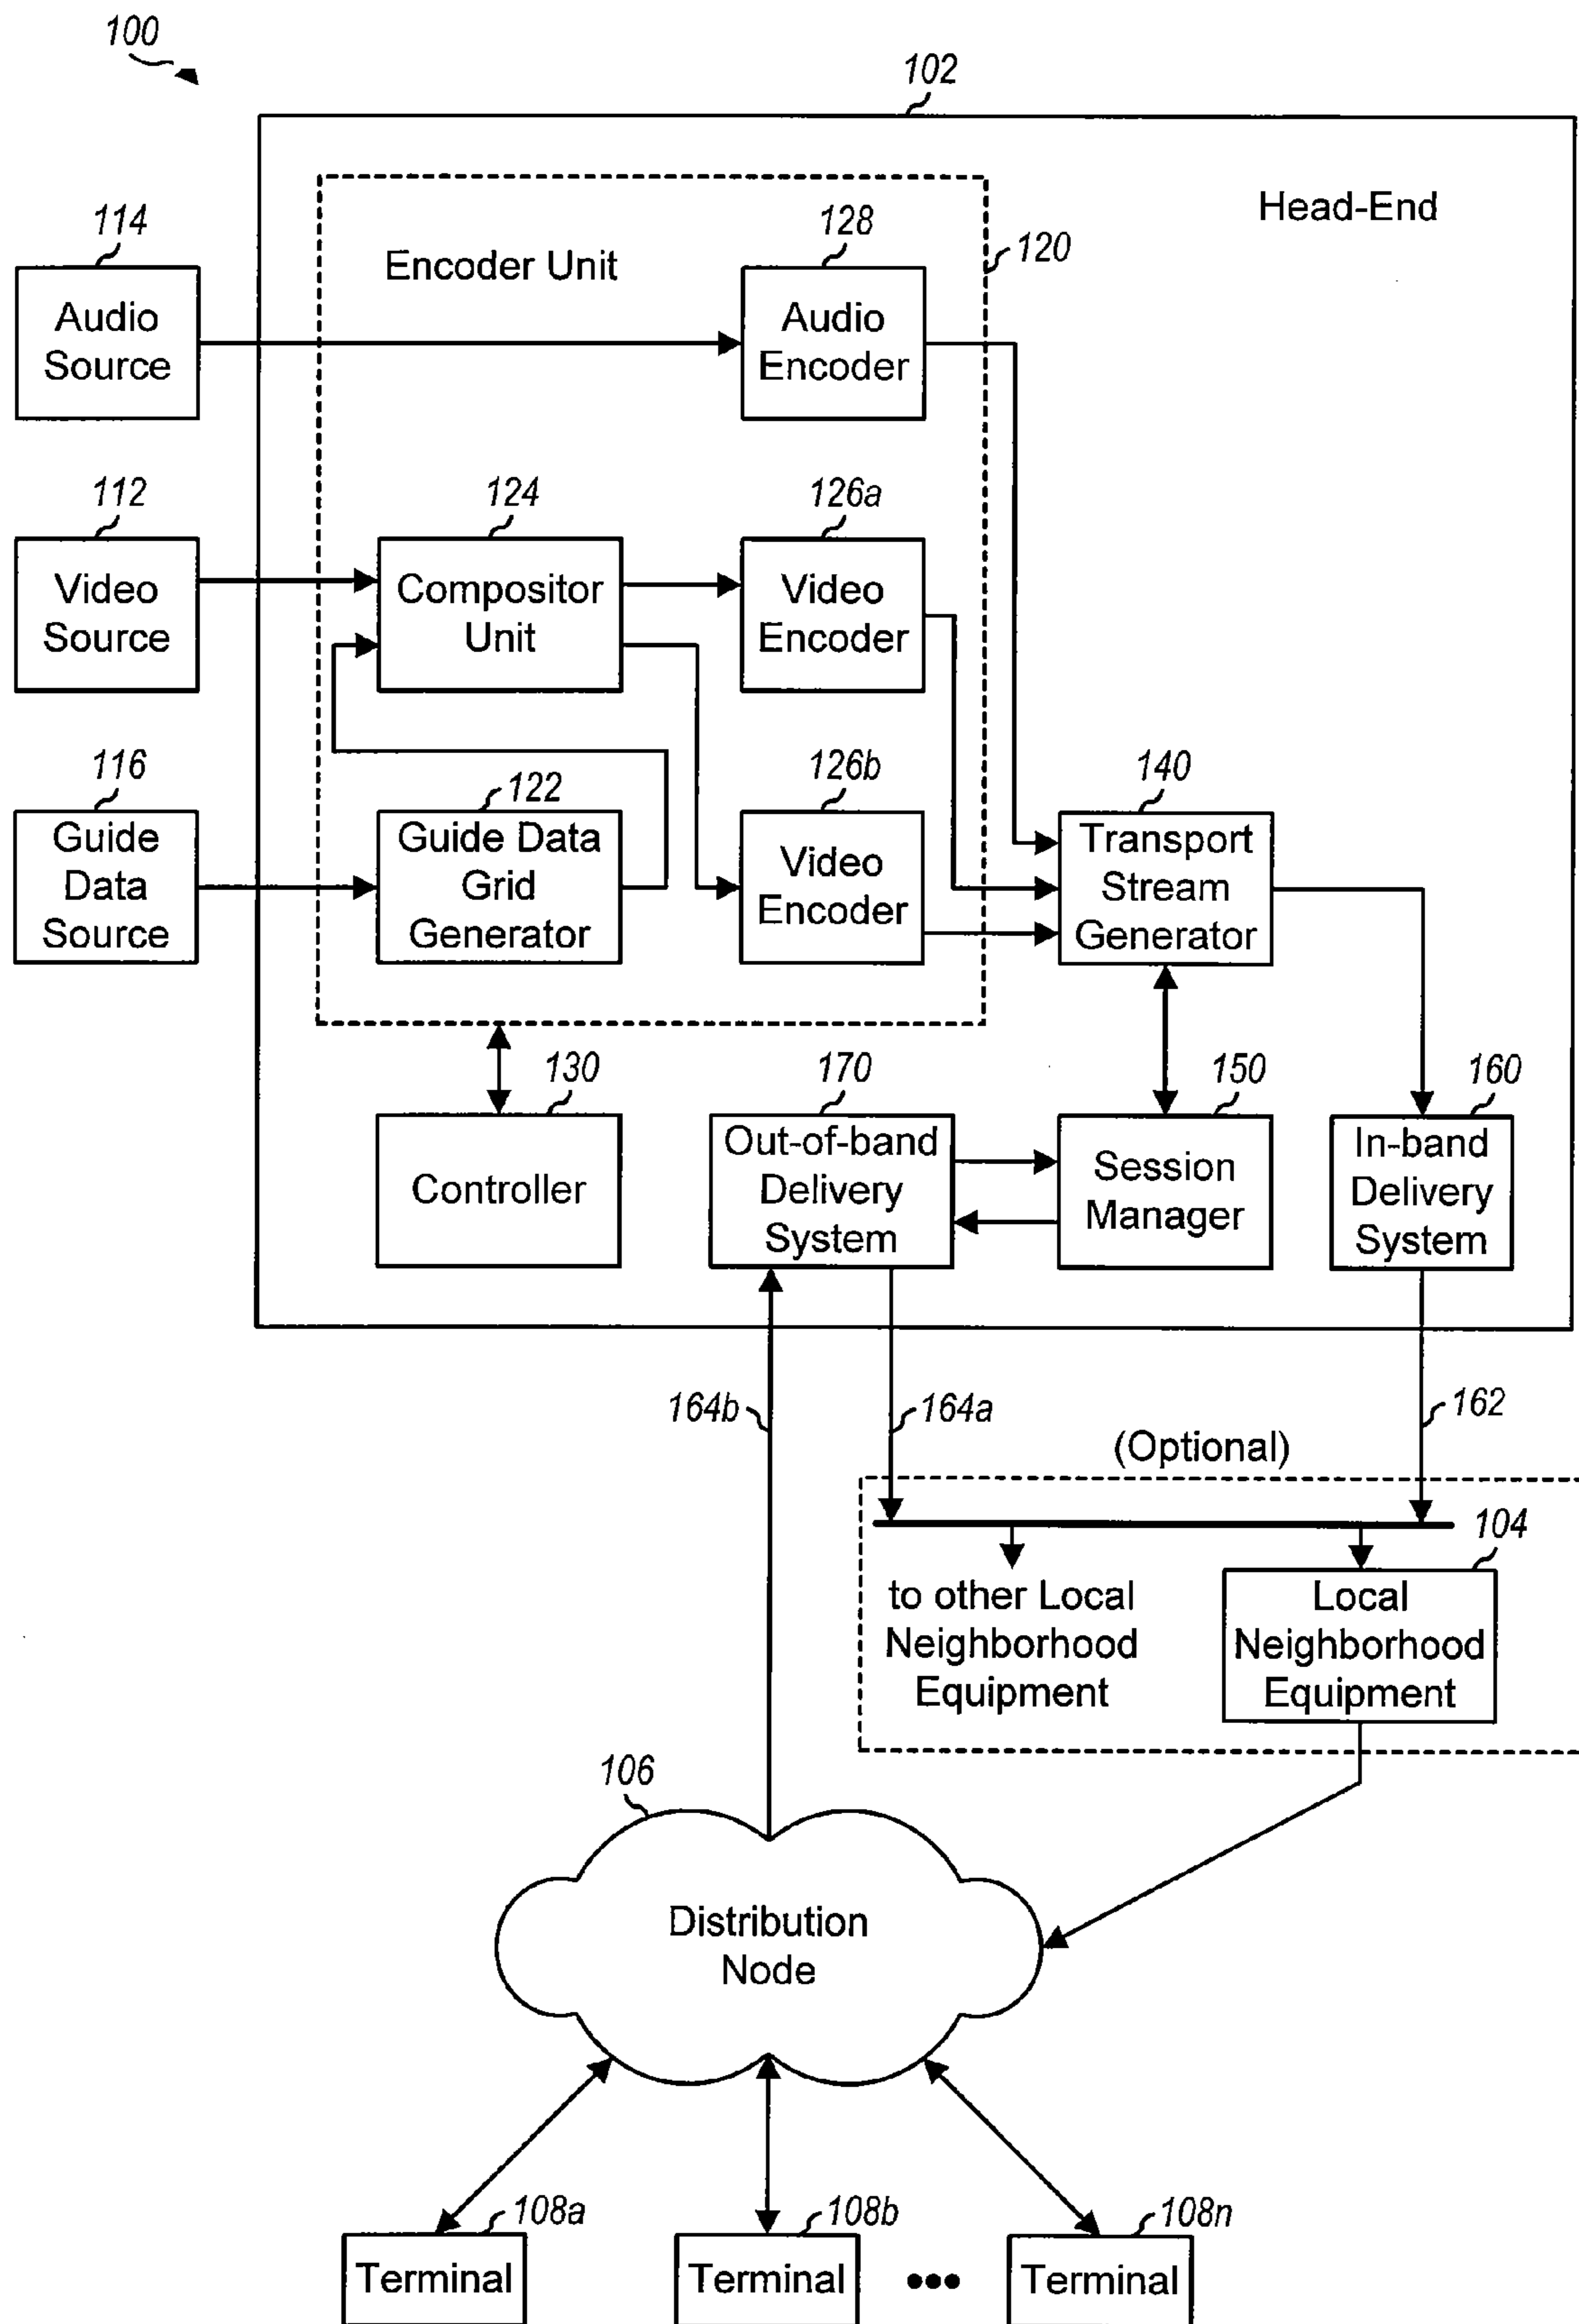 100
102
Head-End
114
128
120
Encoder Unit
Audio
Source
Audio
Encoder
112
124
126a
Video
Source
Compositor
Unit
Video
Encoder
116
122
126b
140
Guide
Data
Source
Guide Data
Grid
Generator
Video
Encoder
Transport
Stream
Generator
130
170
150
160
Controller
Out-of-band
Delivery
System
Session
Manager
In-band
Delivery
System
164b
164a
162
(Optional)
104
to other Local
Neighborhood
Equipment
Local
Neighborhood
Equipment
106
Distribution
Node
108a
108b
108n
Terminal
Terminal
Terminal